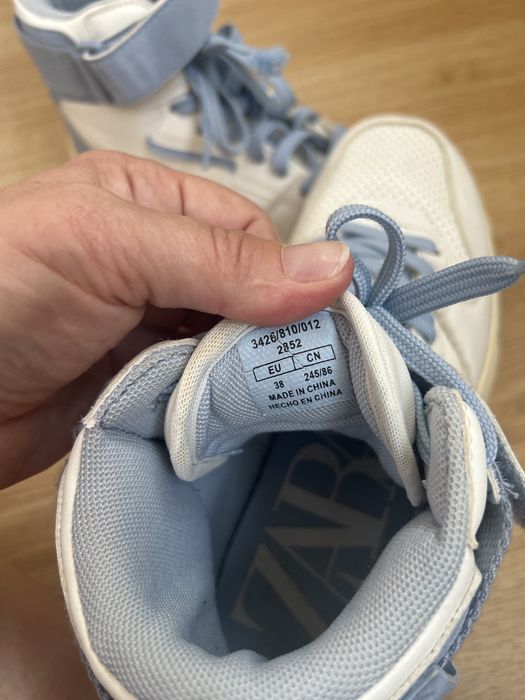 3426/810/012
2852
EU CN
38 245/86
MADE IN CHINA
HECHO EN CHINA
ZARA